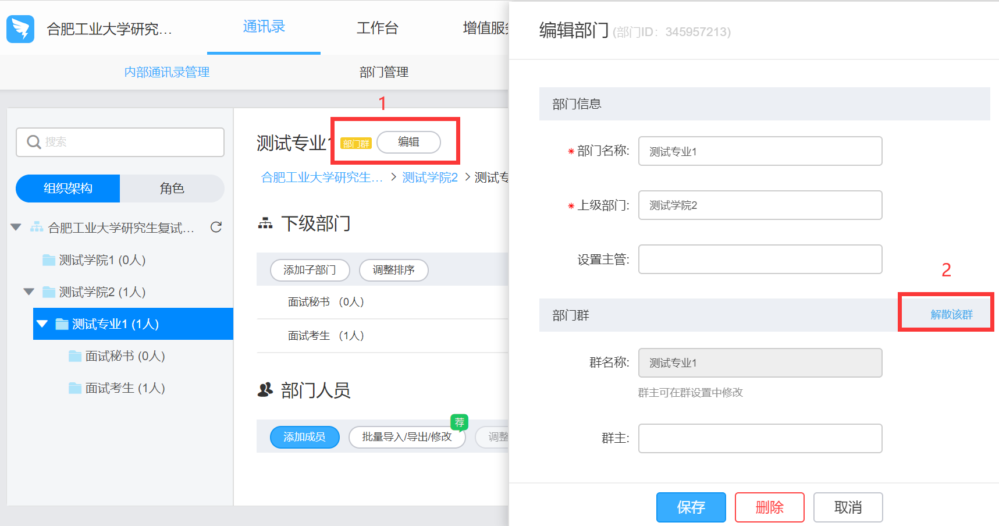 合肥工业大学研究...
通讯录
工作台
增值服
内部通讯录管理
部门管理
1
搜索
组织架构
角色
合肥工业大学研究生复试...
测试学院1 (0人)
测试学院2 (1人)
测试专业1 (1人)
面试秘书 (0人)
面试考生 (1人)
测试专业1
部门群
编辑
合肥工业大学研究生... > 测试学院2 > 测试专
下级部门
添加子部门
调整排序
面试秘书 （0人）
面试考生 （1人）
部门人员
荐
添加成员
批量导入/导出/修改
调整
编辑部门 (部门ID: 345957213)
部门信息
*部门名称:
测试专业1
*上级部门:
测试学院2
设置主管:
2
部门群
解散该群
群名称:
测试专业1
群主可在群设置中修改
群主:
保存
删除
取消